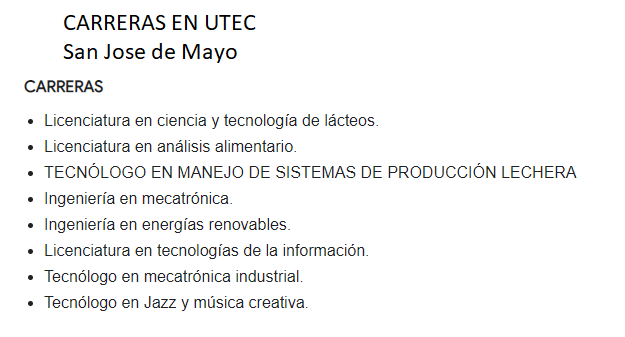 CARRERAS EN UTEC
San Jose de Mayo
CARRERAS
• Licenciatura en ciencia y tecnología de lácteos.
• Licenciatura en análisis alimentario.
• TECNÓLOGO EN MANEJO DE SISTEMAS DE PRODUCCIÓN LECHERA
• Ingeniería en mecatrónica.
• Ingeniería en energías renovables.
• Licenciatura en tecnologías de la información.
• Tecnólogo en mecatrónica industrial.
• Tecnólogo en Jazz y música creativa.